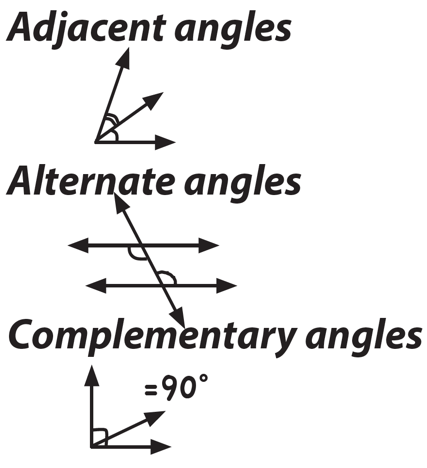 Adjacent angles
Alternate angles
Complementary angles
=90°